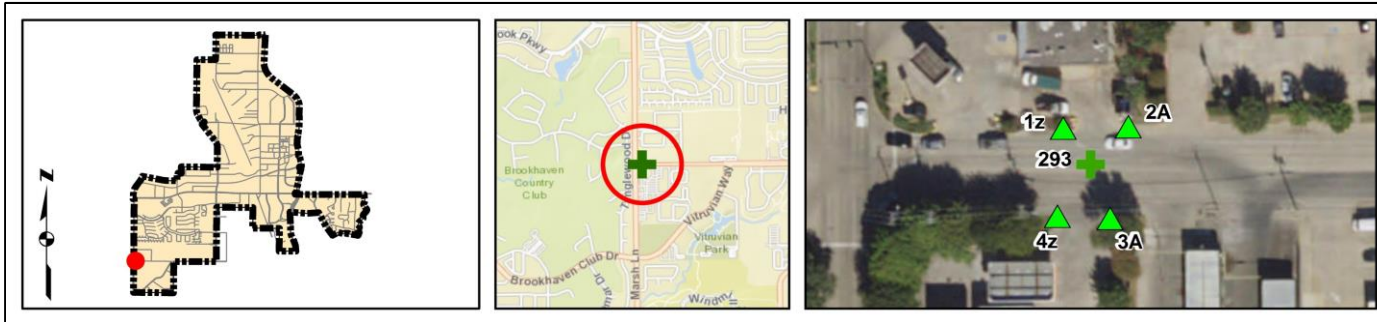 N
ook Pkwy
H
Tanglewood D
Brookhaven
Country
Club
Vitruvian Way
Vitruvian
Park
Brookhaven Club Dr
mar Dr
Marsh Ln
Windm
1z
2A
293
4z
3A